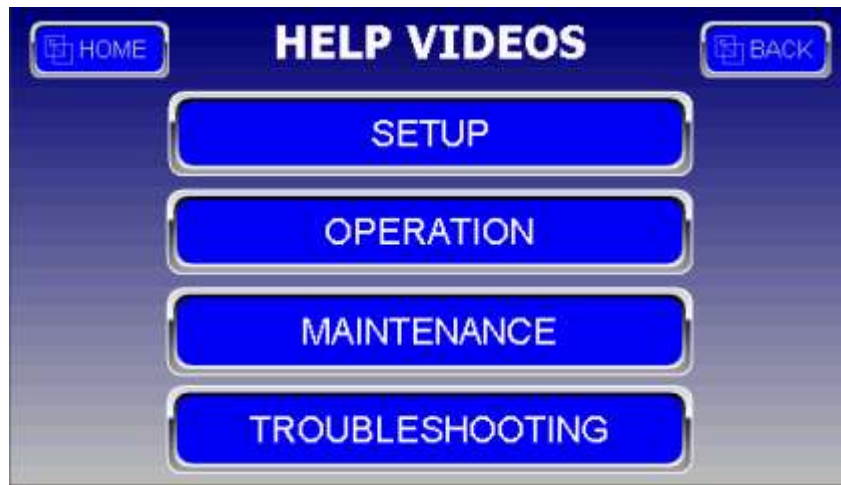 HOME
HELP VIDEOS
BACK
SETUP
OPERATION
MAINTENANCE
TROUBLESHOOTING